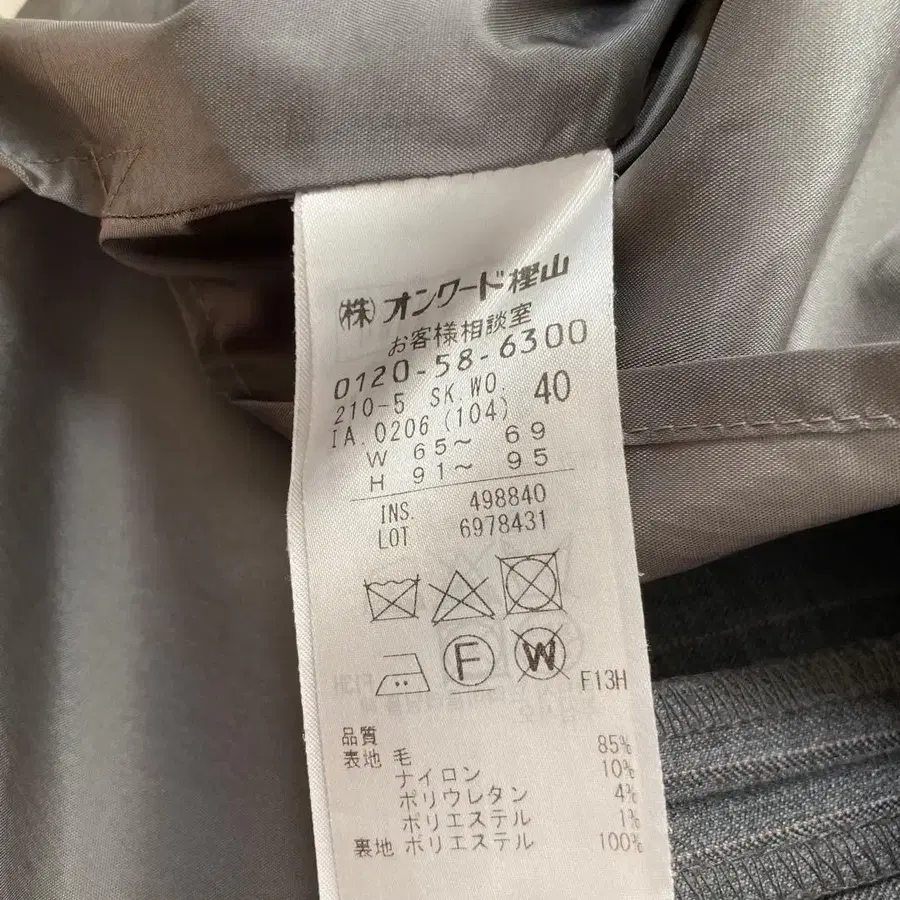 (株)オンワード樫山
お客様相談室
0120-58-6300
210-5 SK.WO. 40
IA.0206 (104)
W 65~ 69
H 91~ 95
INS. 498840
LOT 6978431
F W F13H
品質
表地 毛 85%
ナイロン 10%
ポリウレタン 4%
ポリエステル 1%
裏地 ポリエステル 100%